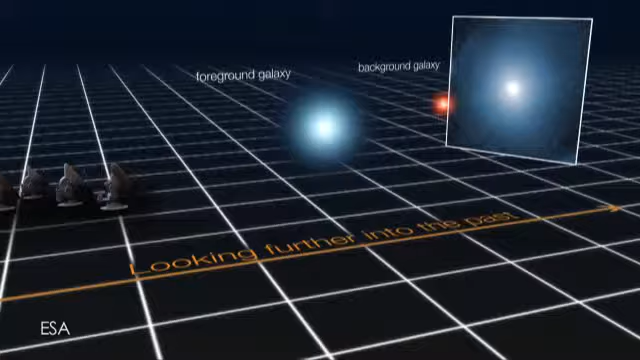 foreground galaxy
background galaxy
Looking further into the past
ESA